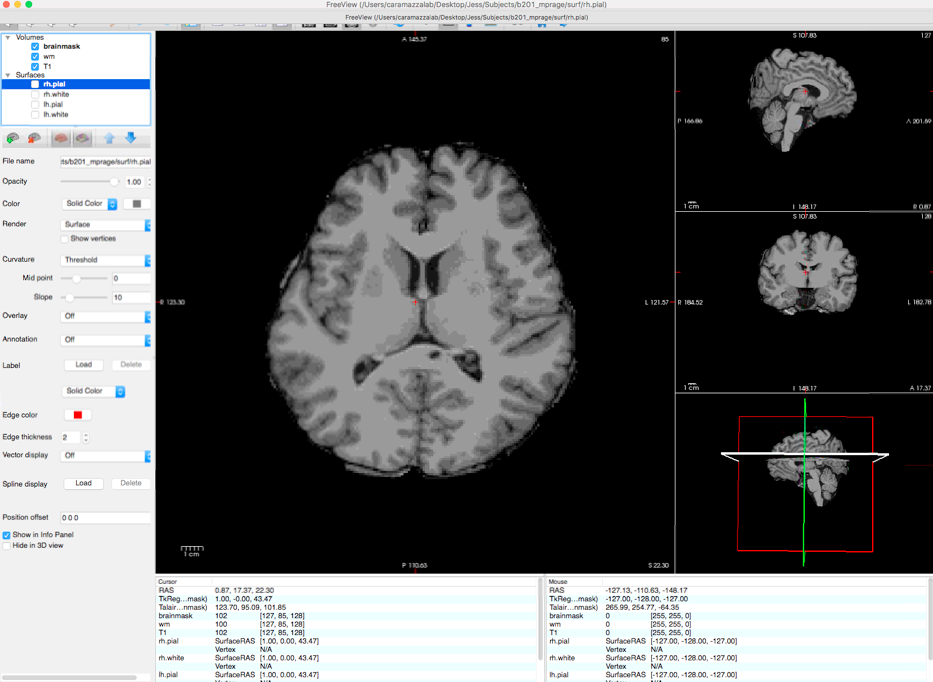 FreeView (/Users/caramazzalab/Desktop/Jess/Subjects/b201_mprage/surf/rh.pial)
FreeView (/Users/caramazzalab/Desktop/Jess/Subjects/b201_mprage/surf/rh.pial)
Volumes
brainmask
wm
T1
Surfaces
rh.pial
rh.white
lh.pial
lh.white
File name its/b201_mprage/surf/rh.pial
Opacity 1.00
Color Solid Color
Render Surface
Show vertices
Curvature Threshold
Mid point 0
Slope 10
Overlay Off
Annotation Off
Label Load Delete
Solid Color
Edge color
Edge thickness 2
Vector display Off
Spline display Load Delete
Position offset 0 0 0
Show in Info Panel
Hide in 3D view
A 145.37 85
R 123.30 L 121.57
1 cm
P 110.63 S 22.30
S 107.83 127
P 166.86 A 201.59
1 cm I 148.17 R 0.87
S 107.83 128
R 184.52 L 182.78
1 cm I 148.17 A 17.37
Cursor
RAS 0.87, 17.37, 22.30
TkReg...mask) 1.00, -0.00, 43.47
Talair...nmask) 123.70, 95.09, 101.85
brainmask 102 [127, 85, 128]
wm 100 [127, 85, 128]
T1 102 [127, 85, 128]
rh.pial SurfaceRAS [1.00, 0.00, 43.47]
Vertex N/A
rh.white SurfaceRAS [1.00, 0.00, 43.47]
Vertex N/A
lh.pial SurfaceRAS [1.00, 0.00, 43.47]
Mouse
RAS -127.13, -110.63, -148.17
TkReg...mask) -127.00, -128.00, -127.00
Talair...nmask) 265.99, 254.77, -64.35
brainmask 0 [255, 255, 0]
wm 0 [255, 255, 0]
T1 0 [255, 255, 0]
rh.pial SurfaceRAS [-127.00, -128.00, -127.00]
Vertex N/A
rh.white SurfaceRAS [-127.00, -128.00, -127.00]
Vertex N/A
lh.pial SurfaceRAS [-127.00, -128.00, -127.00]